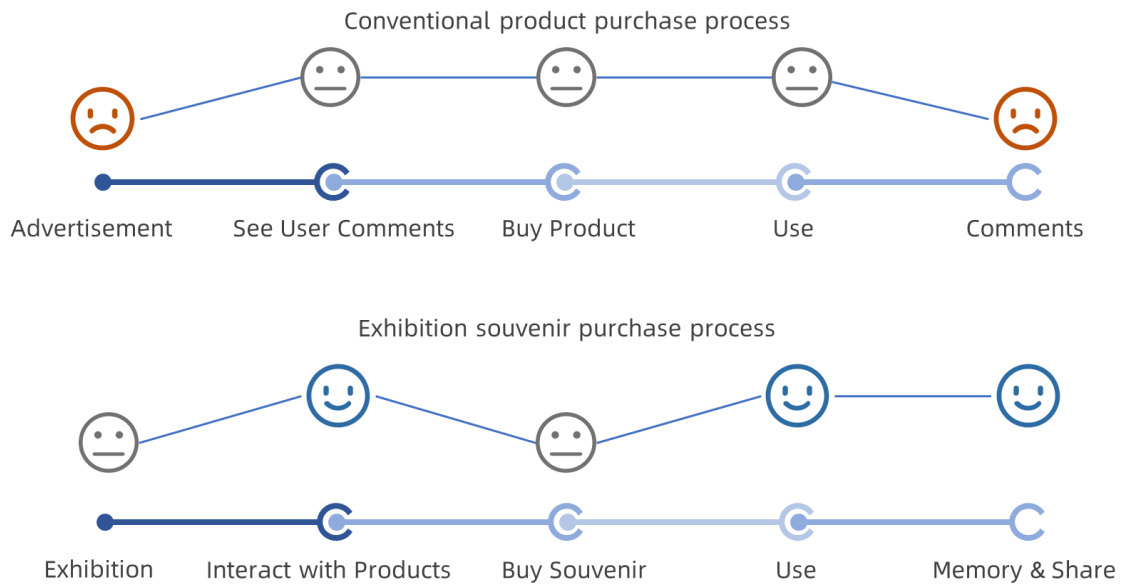 Conventional product purchase process
Advertisement
See User Comments
Buy Product
Use
Comments
Exhibition souvenir purchase process
Exhibition
Interact with Products
Buy Souvenir
Use
Memory & Share